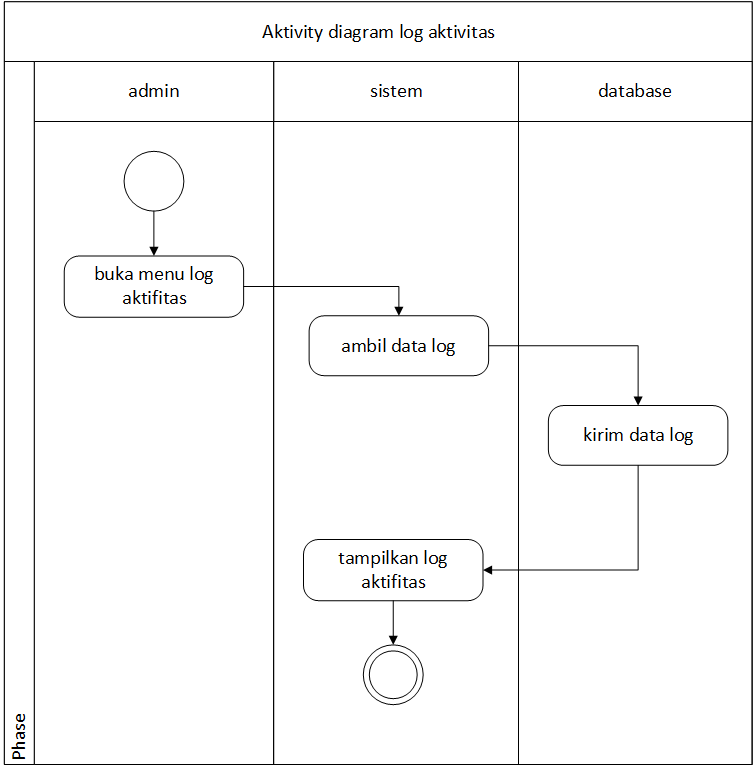 Aktivity diagram log aktivitas
admin
sistem
database
buka menu log
aktifitas
ambil data log
kirim data log
tampilkan log
aktifitas
Phase